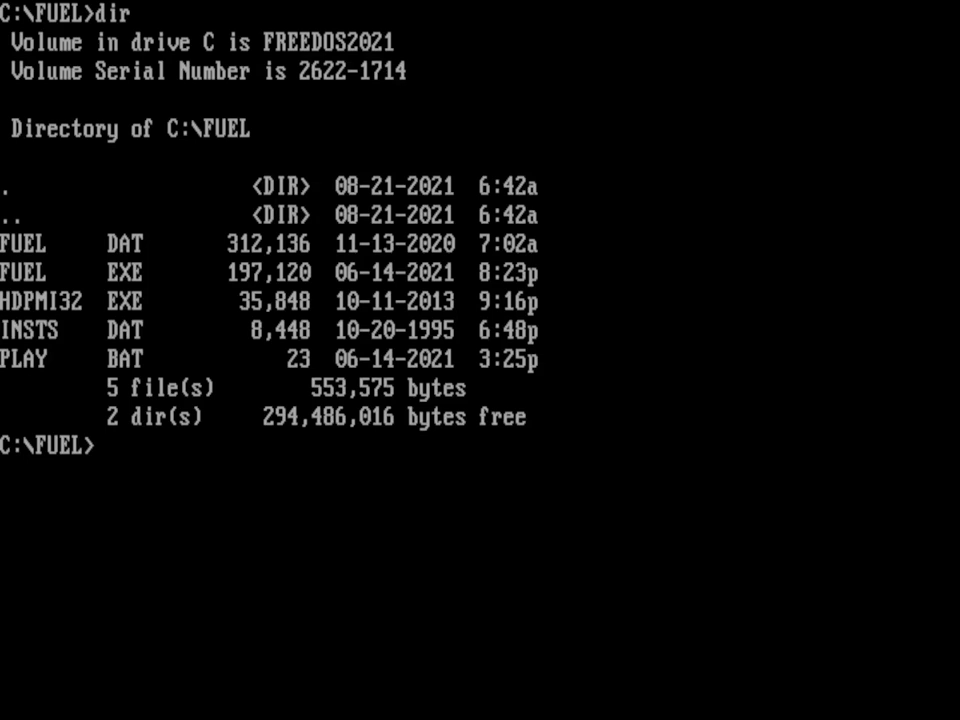 C:\FUEL>dir
 Volume in drive C is FREEDOS2021
 Volume Serial Number is 2622-1714

 Directory of C:\FUEL

.                    <DIR>  08-21-2021  6:42a
..                   <DIR>  08-21-2021  6:42a
FUEL     DAT       312,136  11-13-2020  7:02a
FUEL     EXE       197,120  06-14-2021  8:23p
HDPMI32  EXE        35,848  10-11-2013  9:16p
INSTS    DAT         8,448  10-20-1995  6:48p
PLAY     BAT            23  06-14-2021  3:25p
         5 file(s)        553,575 bytes
         2 dir(s)     294,486,016 bytes free
C:\FUEL>